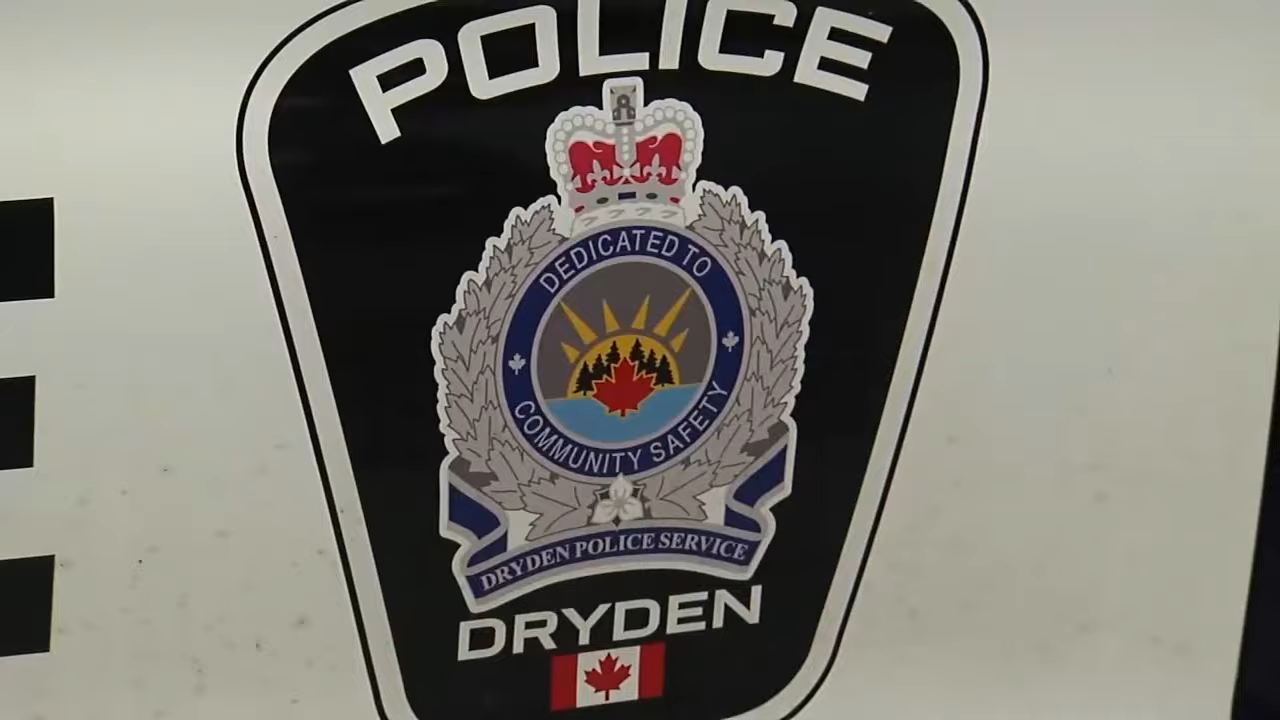 POLICE
DEDICATED TO
COMMUNITY SAFETY
DRYDEN POLICE SERVICE
DRYDEN